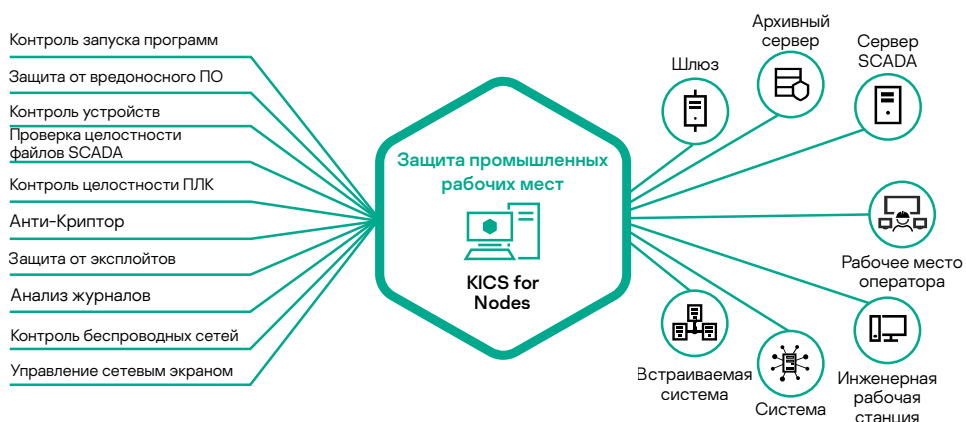 Контроль запуска программ
Защита от вредоносного ПО
Контроль устройств
Проверка целостности
файлов SCADA
Контроль целостности ПЛК
Анти-Криптор
Защита от эксплойтов
Анализ журналов
Контроль беспроводных сетей
Управление сетевым экраном
Защита промышленных
рабочих мест
KICS for
Nodes
Шлюз
Архивный
сервер
Сервер
SCADA
Рабочее место
оператора
Инженерная
рабочая
станция
Система
Встраиваемая
система